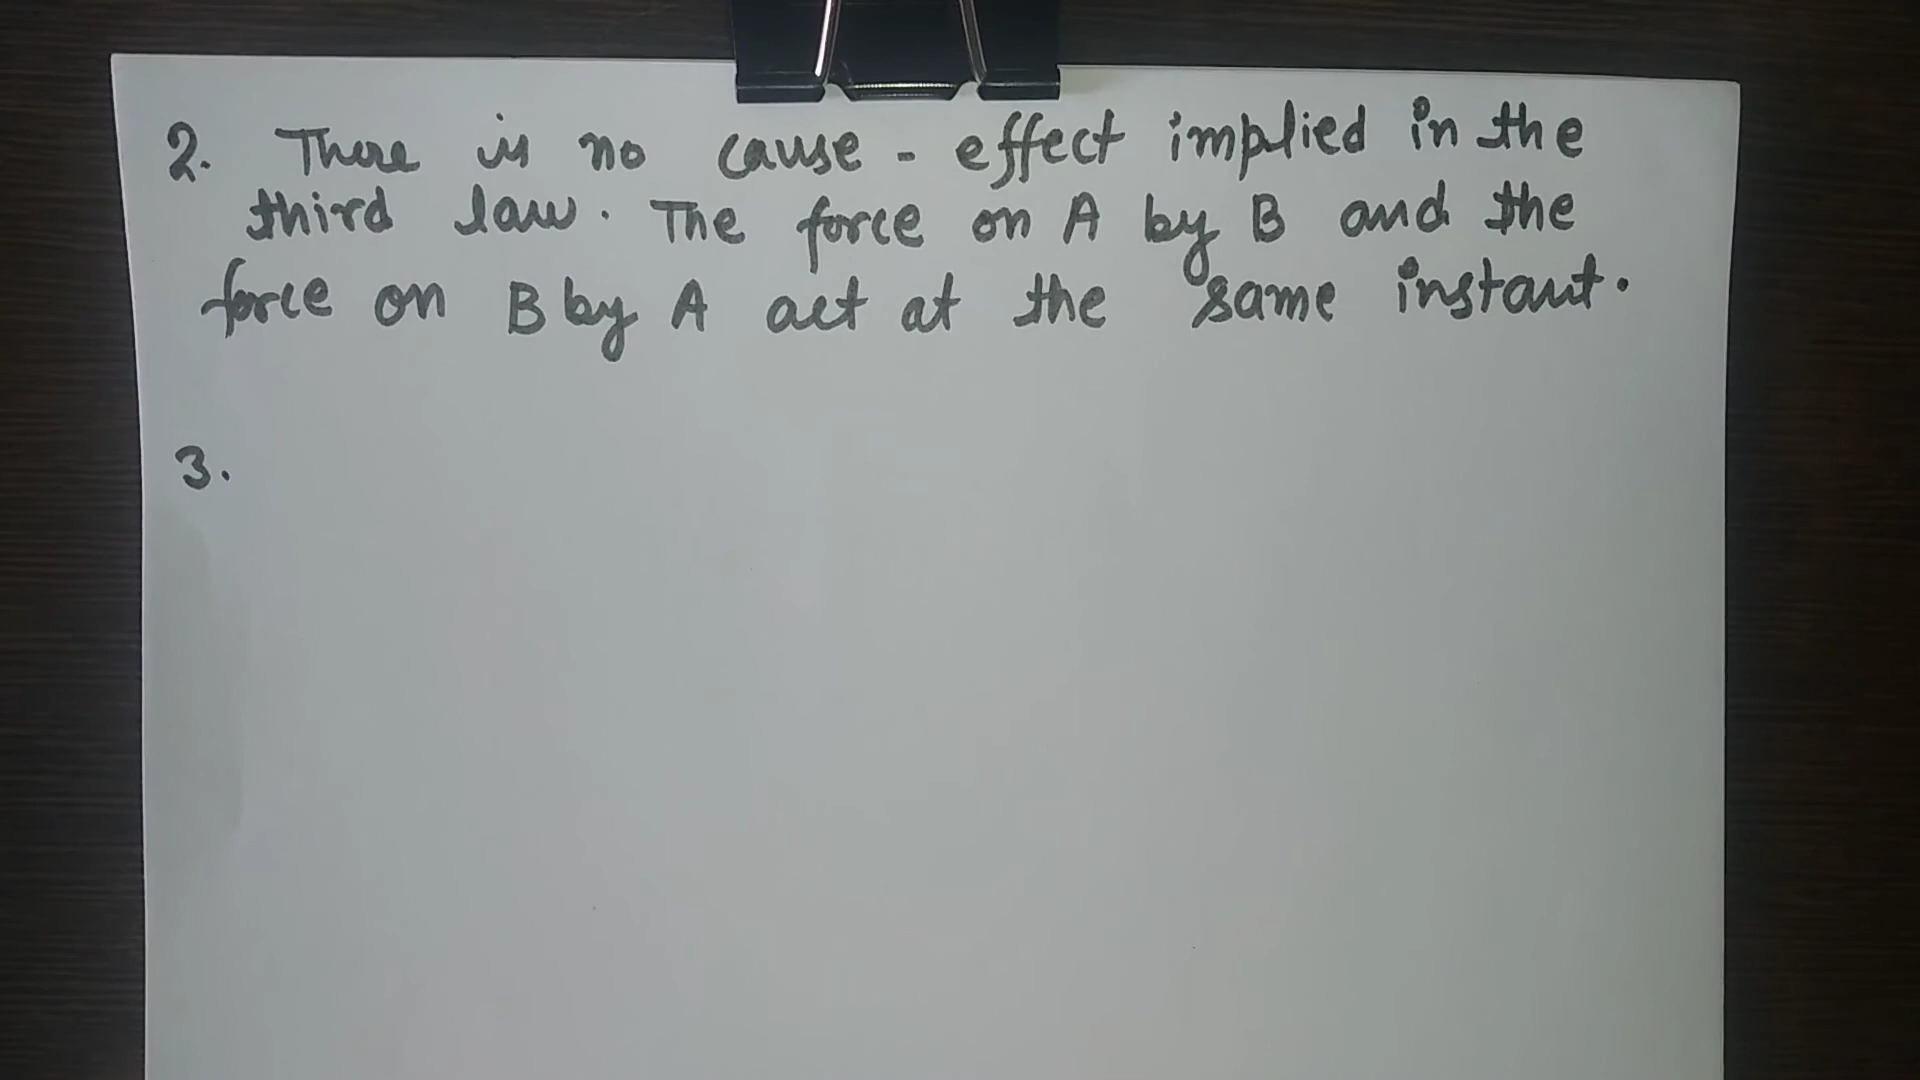 2. There is no cause - effect implied in the
third law. The force on A by B and the
force on B by A act at the same instant.
3.